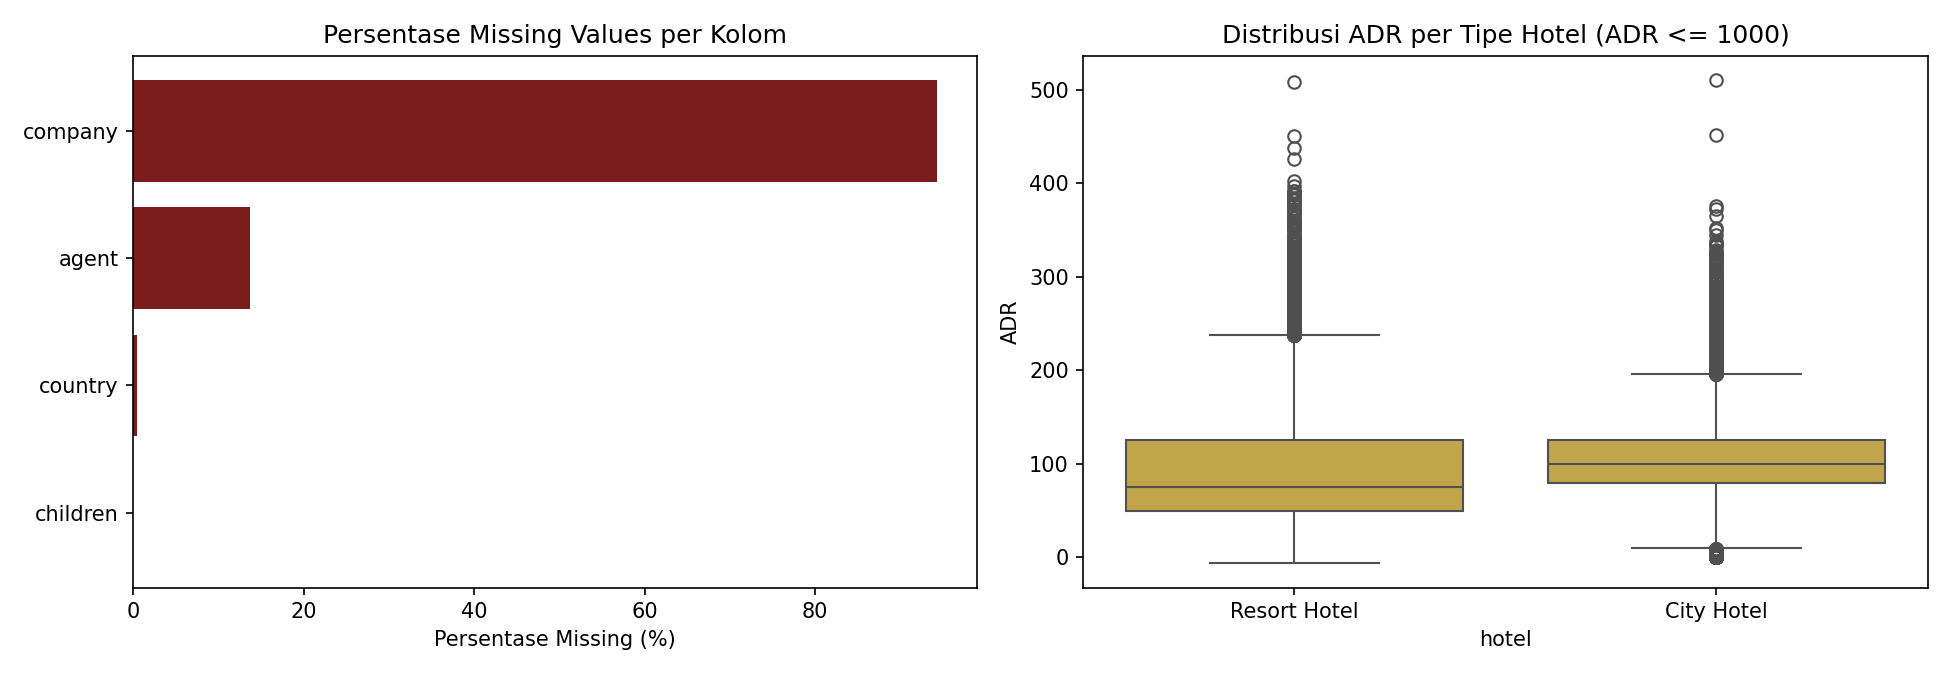 Persentase Missing Values per Kolom
company
agent
country
children
0 20 40 60 80
Persentase Missing (%)
Distribusi ADR per Tipe Hotel (ADR <= 1000)
ADR
500
400
300
200
100
0
Resort Hotel City Hotel
hotel